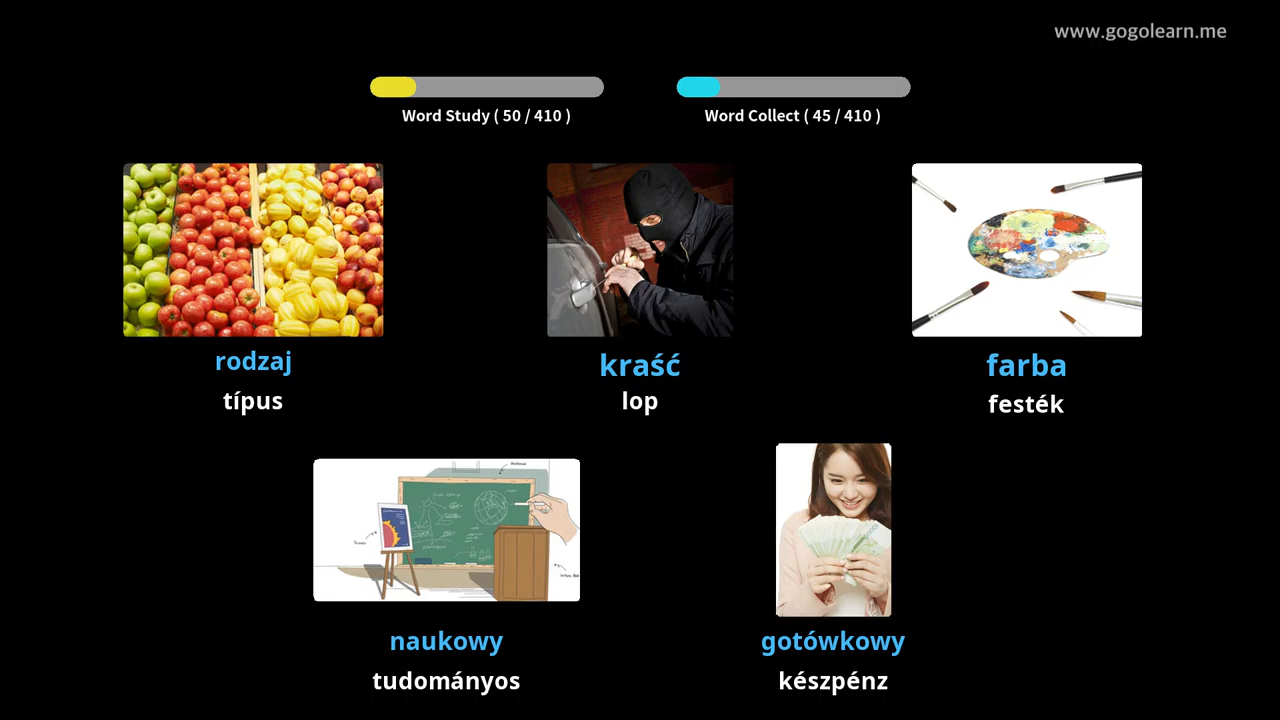 www.gogolearn.me
Word Study ( 50 / 410 )
Word Collect ( 45 / 410 )
rodzaj
típus
kraść
lop
farba
festék
naukowy
tudományos
gotówkowy
készpénz